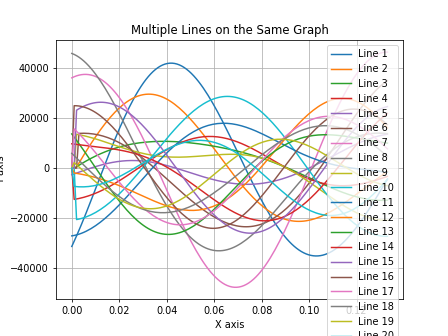 Multiple Lines on the Same Graph
40000
20000
0
−20000
−40000
axis
0.00
0.02
0.04
0.06
0.08
0.10
X axis
Line 1
Line 2
Line 3
Line 4
Line 5
Line 6
Line 7
Line 8
Line 10
Line 11
Line 12
Line 13
Line 14
Line 15
Line 16
Line 17
Line 18
Line 19
Line 20